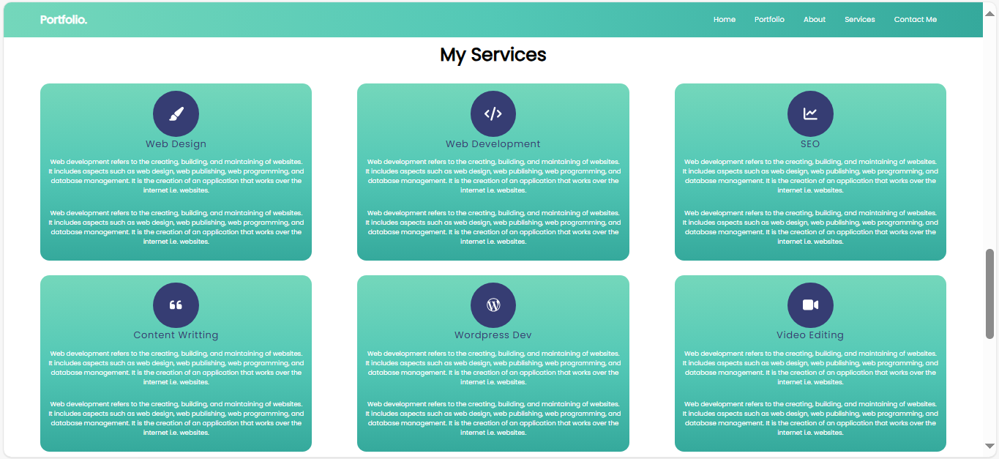 Portfolio.
Home Portfolio About Services Contact Me
My Services
Web Design
Web development refers to the creating, building, and maintaining of websites.
It includes aspects such as web design, web publishing, web programming, and
database management. It is the creation of an application that works over the
internet i.e. websites.
Web development refers to the creating, building, and maintaining of websites.
It includes aspects such as web design, web publishing, web programming, and
database management. It is the creation of an application that works over the
internet i.e. websites.
Web Development
Web development refers to the creating, building, and maintaining of websites.
It includes aspects such as web design, web publishing, web programming, and
database management. It is the creation of an application that works over the
internet i.e. websites.
Web development refers to the creating, building, and maintaining of websites.
It includes aspects such as web design, web publishing, web programming, and
database management. It is the creation of an application that works over the
internet i.e. websites.
SEO
Web development refers to the creating, building, and maintaining of websites.
It includes aspects such as web design, web publishing, web programming, and
database management. It is the creation of an application that works over the
internet i.e. websites.
Web development refers to the creating, building, and maintaining of websites.
It includes aspects such as web design, web publishing, web programming, and
database management. It is the creation of an application that works over the
internet i.e. websites.
Content Writting
Web development refers to the creating, building, and maintaining of websites.
It includes aspects such as web design, web publishing, web programming, and
database management. It is the creation of an application that works over the
internet i.e. websites.
Web development refers to the creating, building, and maintaining of websites.
It includes aspects such as web design, web publishing, web programming, and
database management. It is the creation of an application that works over the
internet i.e. websites.
Wordpress Dev
Web development refers to the creating, building, and maintaining of websites.
It includes aspects such as web design, web publishing, web programming, and
database management. It is the creation of an application that works over the
internet i.e. websites.
Web development refers to the creating, building, and maintaining of websites.
It includes aspects such as web design, web publishing, web programming, and
database management. It is the creation of an application that works over the
internet i.e. websites.
Video Editing
Web development refers to the creating, building, and maintaining of websites.
It includes aspects such as web design, web publishing, web programming, and
database management. It is the creation of an application that works over the
internet i.e. websites.
Web development refers to the creating, building, and maintaining of websites.
It includes aspects such as web design, web publishing, web programming, and
database management. It is the creation of an application that works over the
internet i.e. websites.